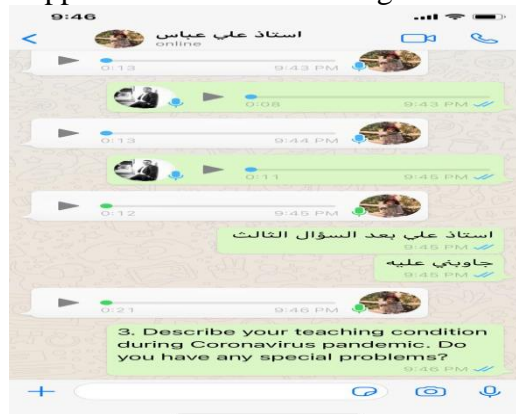 9:46
استاذ علي عباس
online
0:13 9:43 PM
0:08 9:43 PM
0:13 9:44 PM
0:11 9:45 PM
0:12 9:45 PM
استاذ علي بعد السؤال الثالث
9:45 PM
جاوبني عليه
9:45 PM
0:21 9:46 PM
3. Describe your teaching condition
during Coronavirus pandemic. Do
you have any special problems?
9:46 PM